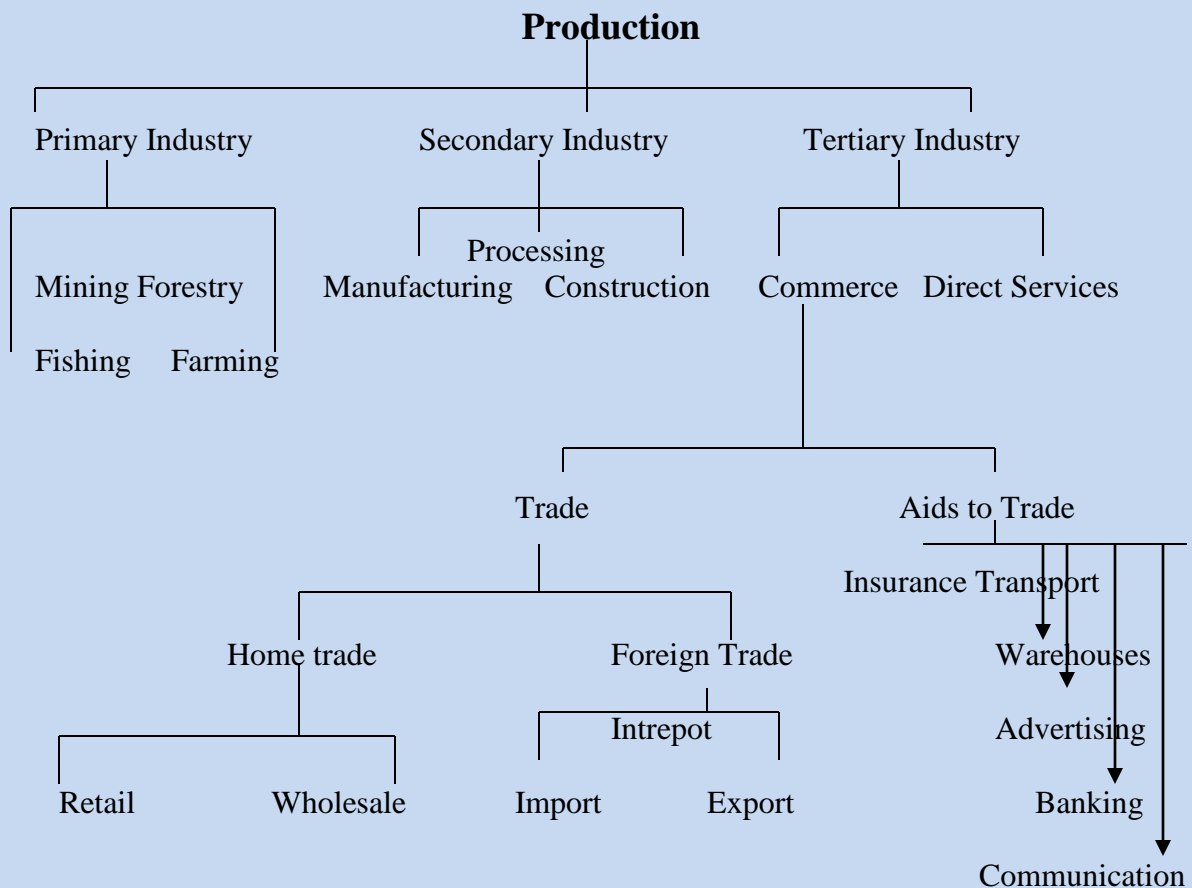 Production
Primary Industry Secondary Industry Tertiary Industry
Processing
Mining Forestry Manufacturing Construction Commerce Direct Services
Fishing Farming
Trade Aids to Trade
Insurance Transport
Home trade Foreign Trade Warehouses
Intrepot Advertising
Retail Wholesale Import Export Banking
Communication